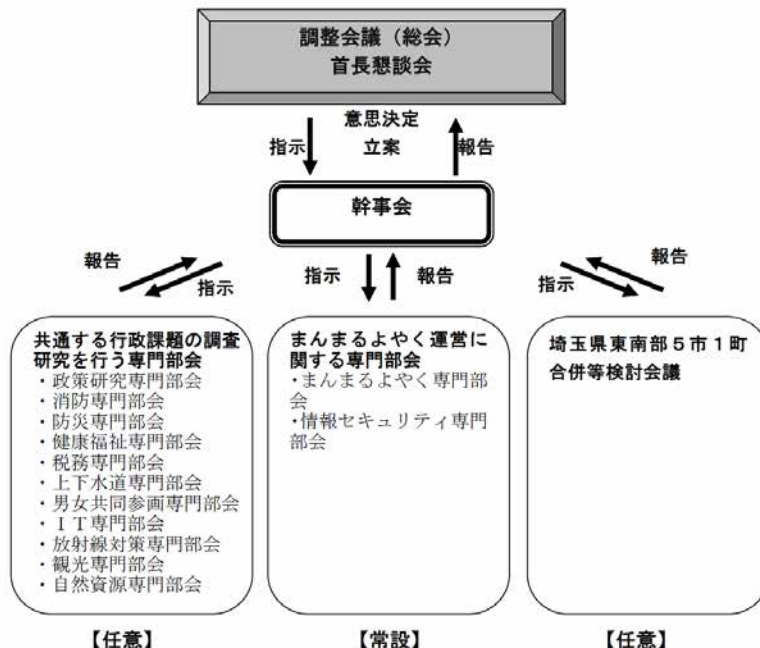 調整会議（総会）
首長懇談会
意思決定
指示
立案
報告
幹事会
報告
指示
指示
報告
報告
指示
共通する行政課題の調査
研究を行う専門部会
・政策研究専門部会
・消防専門部会
・防災専門部会
・健康福祉専門部会
・税務専門部会
・上下水道専門部会
・男女共同参画専門部会
・ＩＴ専門部会
・放射線対策専門部会
・観光専門部会
・自然資源専門部会
【任意】
まんまるよやく運営に
関する専門部会
・まんまるよやく専門部
会
・情報セキュリティ専門
部会
【常設】
埼玉県東南部５市１町
合併等検討会議
【任意】